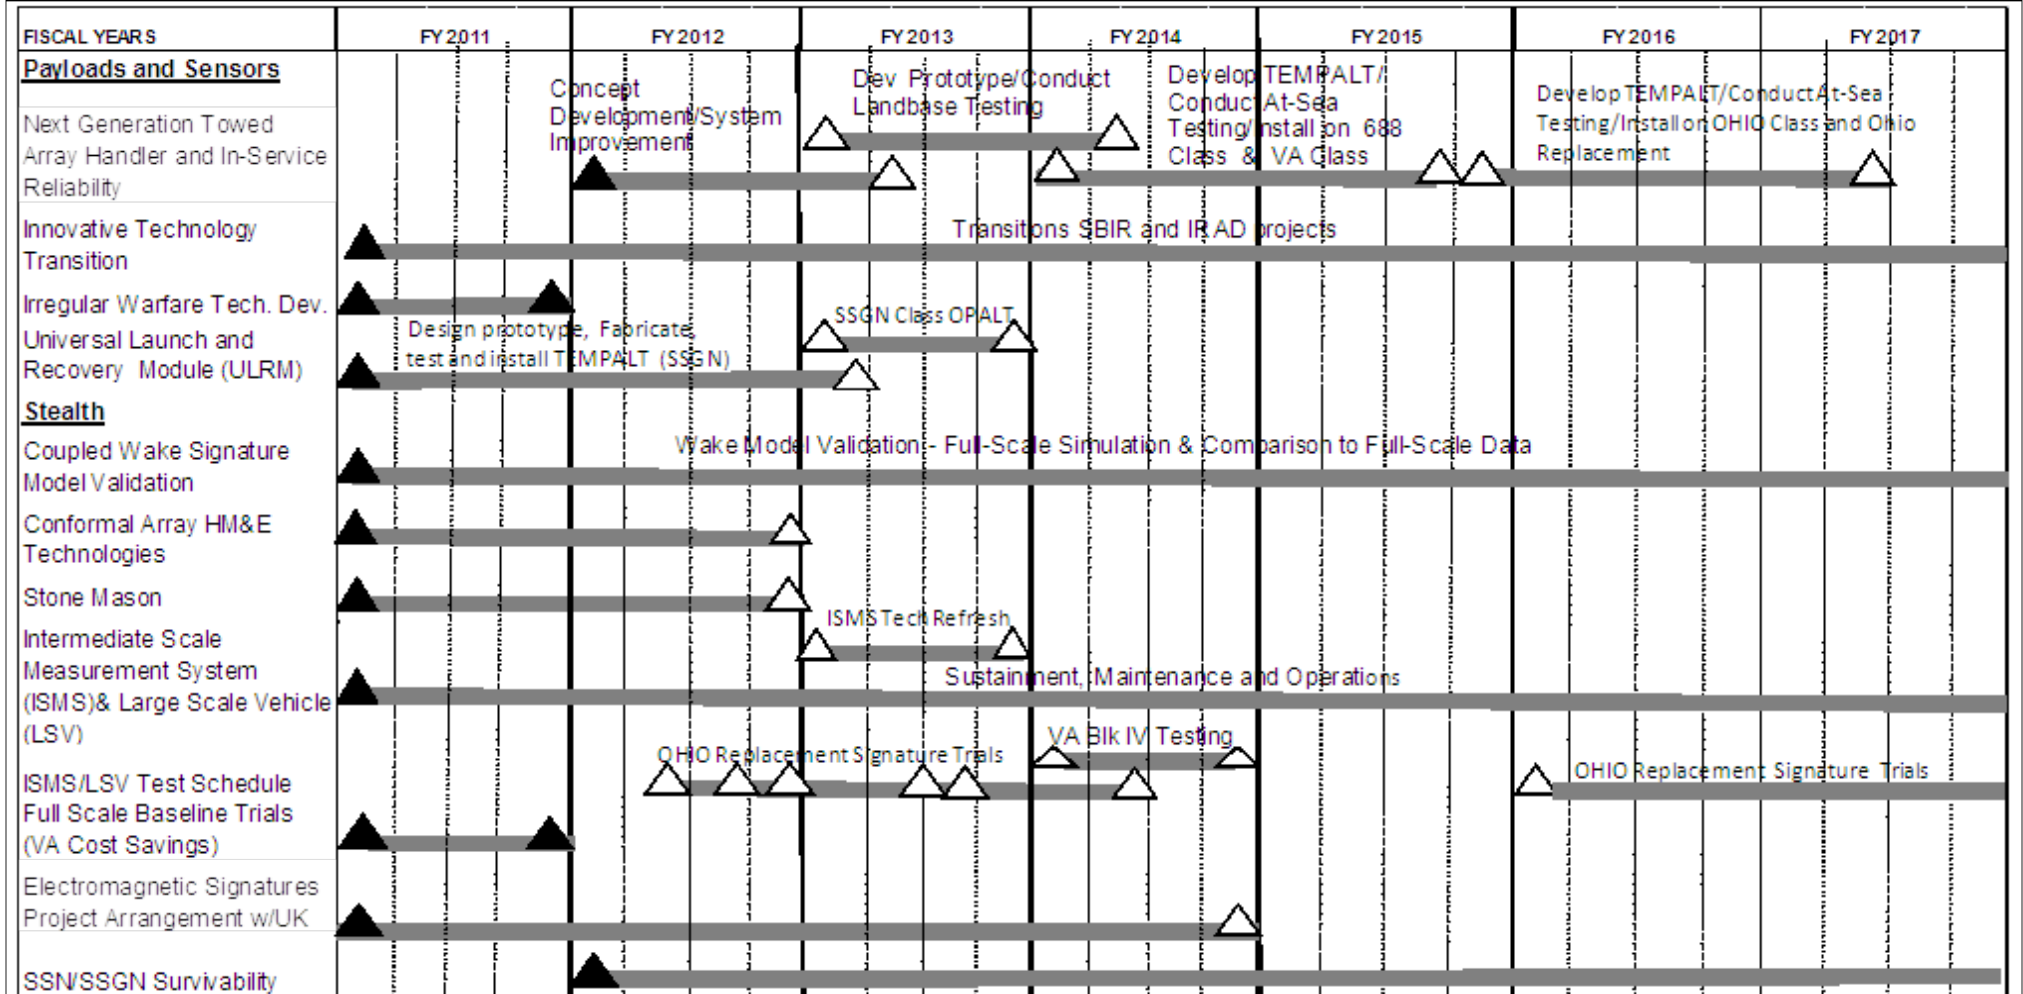 FISCAL YEARS FY 2011 FY 2012 FY 2013 FY 2014 FY 2015 FY 2016 FY 2017
Payloads and Sensors
Next Generation Towed
Array Handler and In-Service
Reliability
Concept
Development/System
Improvement
Dev Prototype/Conduct
Landbase Testing
Develop TEMPALT/
Conduct At-Sea
Testing/Install on 688
Class & VA Class
Develop TEMPALT/Conduct At-Sea
Testing/Install on OHIO Class and Ohio
Replacement
Innovative Technology
Transition
Transitions SBIR and IRAD projects
Irregular Warfare Tech. Dev.
Universal Launch and
Recovery Module (ULRM)
Design prototype, Fabricate,
test and install TEMPALT (SSGN)
SSGN Class OPALT
Stealth
Coupled Wake Signature
Model Validation
Wake Model Validation - Full-Scale Simulation & Comparison to Full-Scale Data
Conformal Array HM&E
Technologies
Stone Mason
Intermediate Scale
Measurement System
(ISMS)& Large Scale Vehicle
(LSV)
ISMS Tech Refresh
Sustainment, Maintenance and Operations
VA Blk IV Testing
OHIO Replacement Signature Trials
OHIO Replacement Signature Trials
ISMS/LSV Test Schedule
Full Scale Baseline Trials
(VA Cost Savings)
Electromagnetic Signatures
Project Arrangement w/UK
SSN/SSGN Survivability